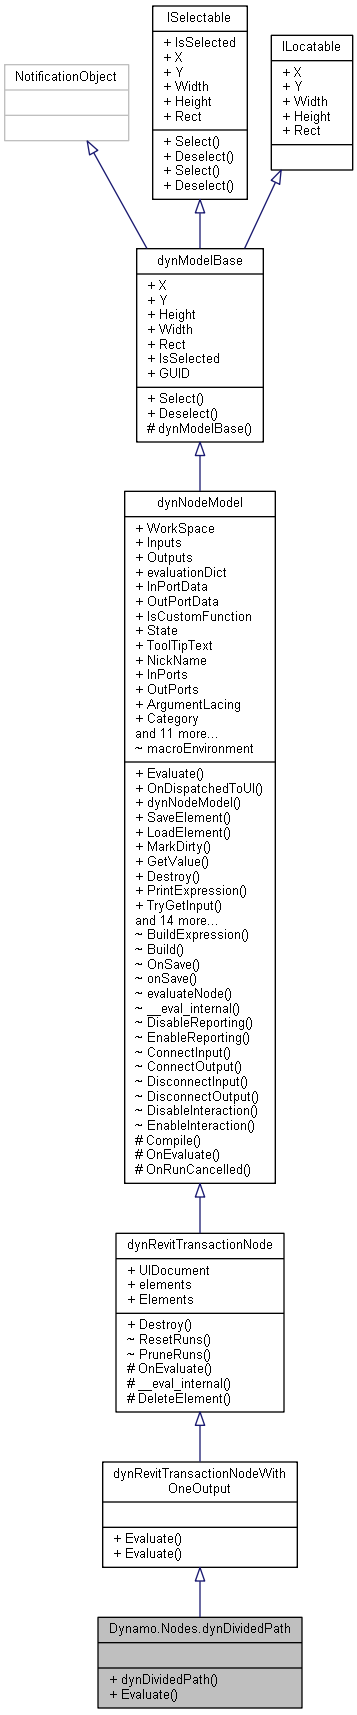 ISelectable
+ IsSelected
+ X
+ Y
+ Width
+ Height
+ Rect
+ Select()
+ Deselect()
+ Select()
+ Deselect()
ILocatable
+ X
+ Y
+ Width
+ Height
+ Rect
NotificationObject
dynModelBase
+ X
+ Y
+ Height
+ Width
+ Rect
+ IsSelected
+ GUID
+ Select()
+ Deselect()
# dynModelBase()
dynNodeModel
+ WorkSpace
+ Inputs
+ Outputs
+ evaluationDict
+ InPortData
+ OutPortData
+ IsCustomFunction
+ State
+ ToolTipText
+ NickName
+ InPorts
+ OutPorts
+ ArgumentLacing
+ Category
and 11 more...
~ macroEnvironment
+ Evaluate()
+ OnDispatchedToUI()
+ dynNodeModel()
+ SaveElement()
+ LoadElement()
+ MarkDirty()
+ GetValue()
+ Destroy()
+ PrintExpression()
+ TryGetInput()
and 14 more...
~ BuildExpression()
~ Build()
~ OnSave()
~ onSave()
~ evaluateNode()
~ __eval_internal()
~ DisableReporting()
~ EnableReporting()
~ ConnectInput()
~ ConnectOutput()
~ DisconnectInput()
~ DisconnectOutput()
~ DisableInteraction()
~ EnableInteraction()
# Compile()
# OnEvaluate()
# OnRunCancelled()
dynRevitTransactionNode
+ UIDocument
+ elements
+ Elements
+ Destroy()
~ ResetRuns()
~ PruneRuns()
# OnEvaluate()
# __eval_internal()
# DeleteElement()
dynRevitTransactionNodeWith
OneOutput
+ Evaluate()
+ Evaluate()
Dynamo.Nodes.dynDividedPath
+ dynDividedPath()
+ Evaluate()